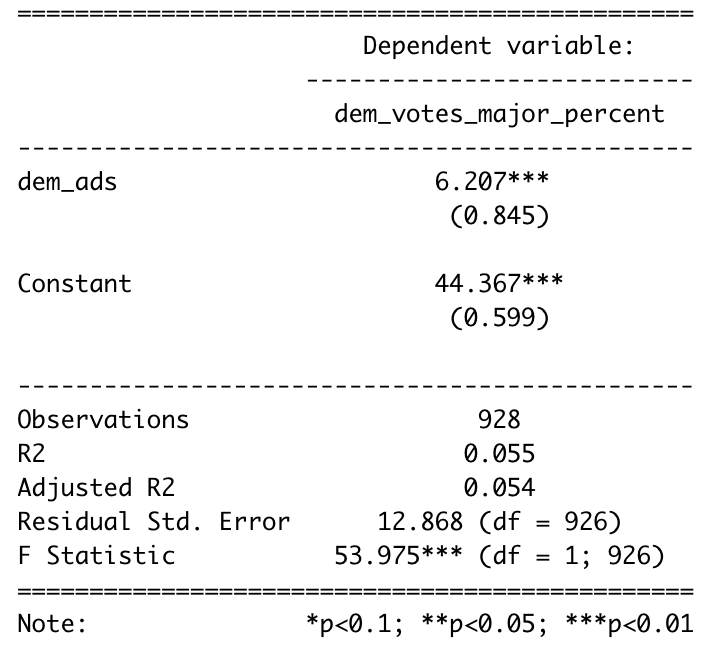 ===============================================
Dependent variable:
---------------------------
dem_votes_major_percent
-----------------------------------------------
dem_ads 6.207***
(0.845)
Constant 44.367***
(0.599)
-----------------------------------------------
Observations 928
R2 0.055
Adjusted R2 0.054
Residual Std. Error 12.868 (df = 926)
F Statistic 53.975*** (df = 1; 926)
===============================================
Note: *p<0.1; **p<0.05; ***p<0.01